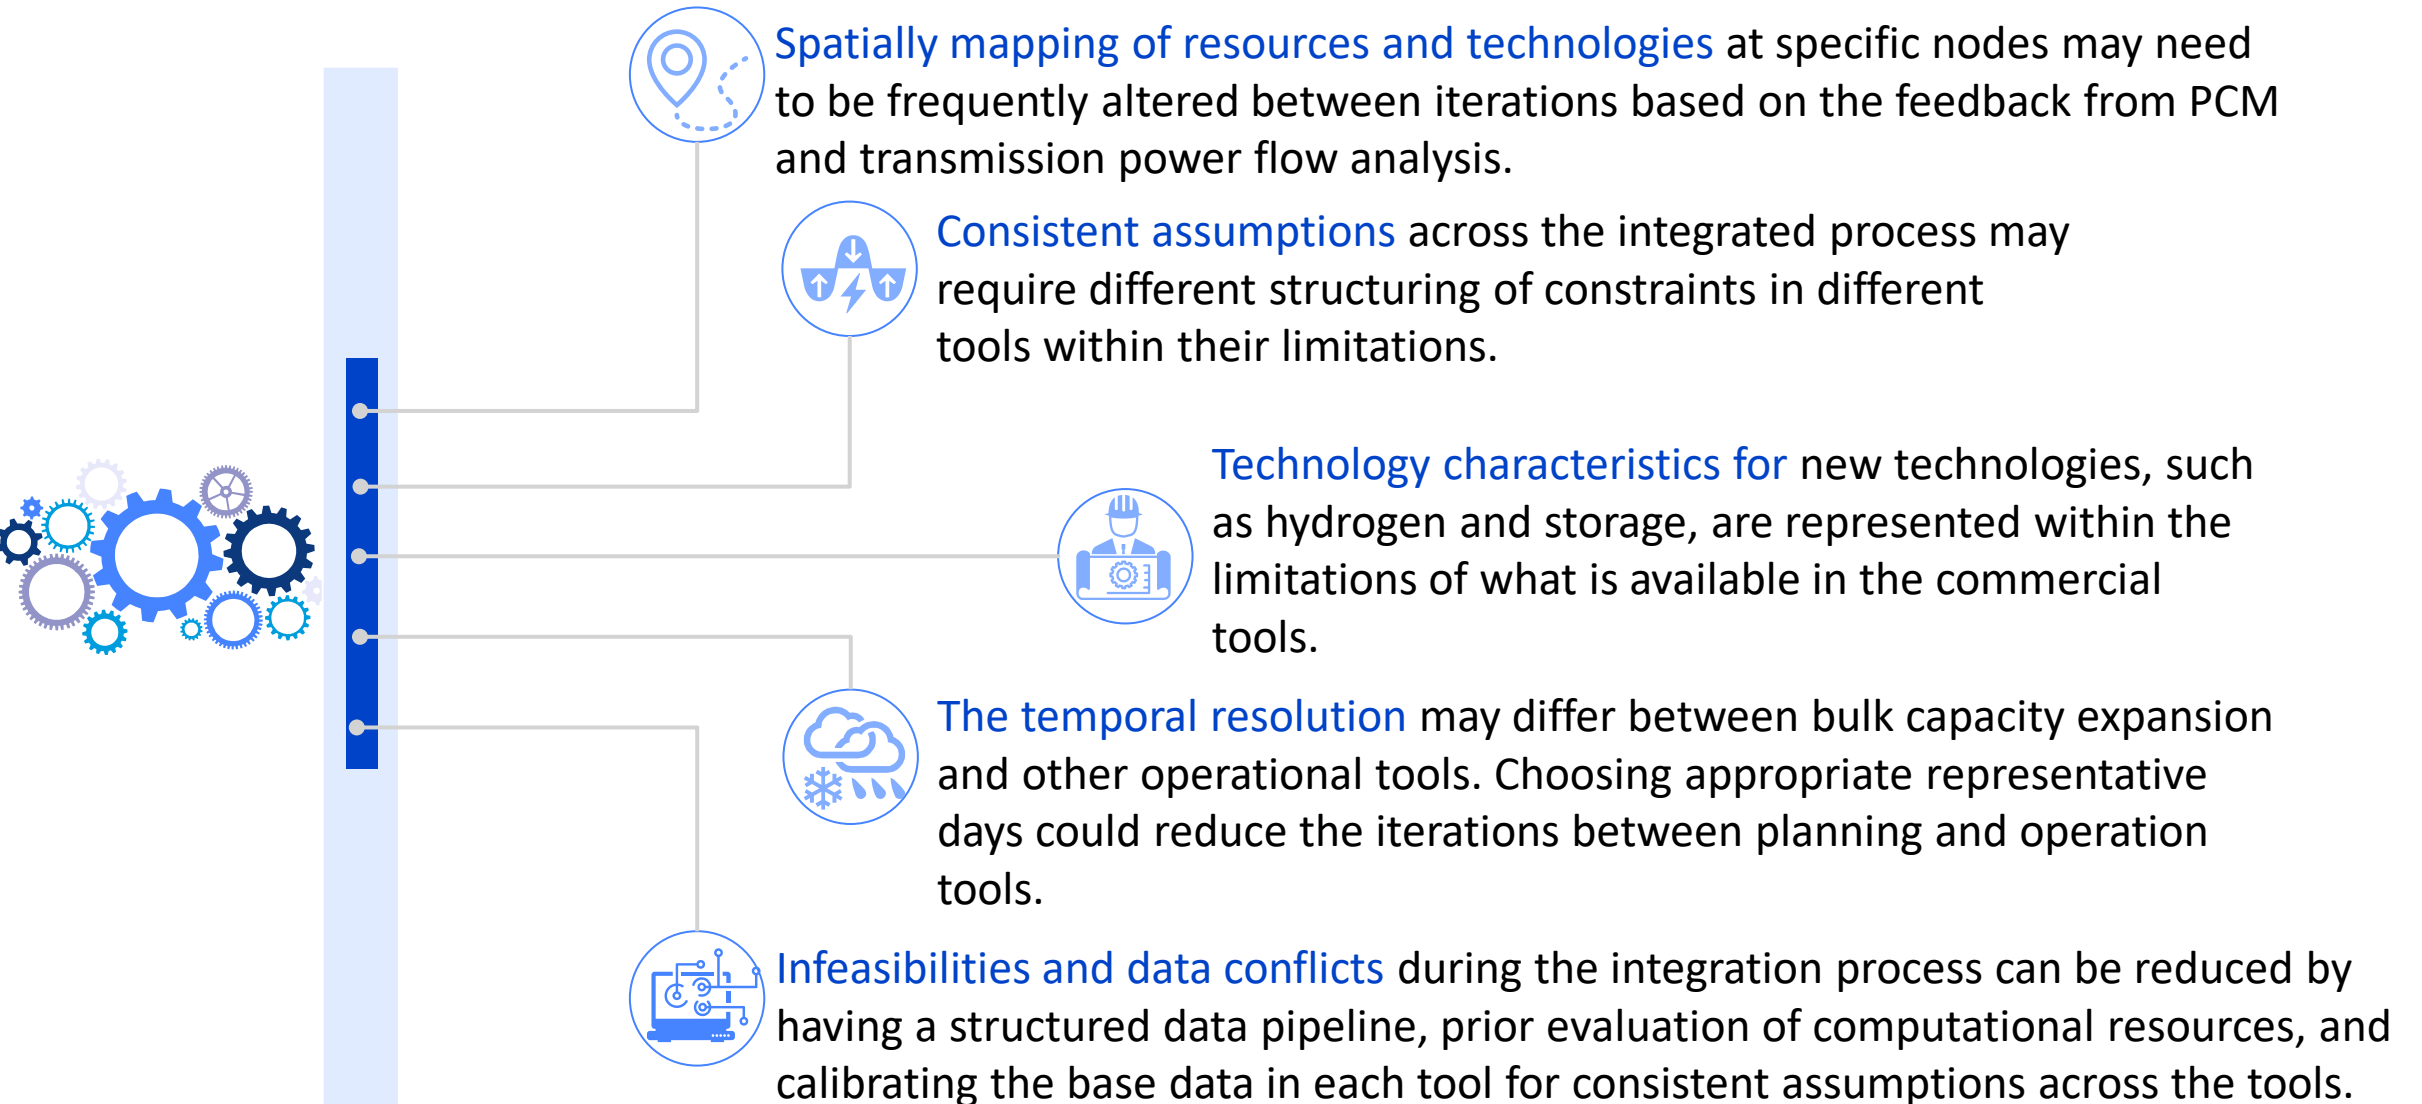 Spatially mapping of resources and technologies at specific nodes may need
to be frequently altered between iterations based on the feedback from PCM
and transmission power flow analysis.
Consistent assumptions across the integrated process may
require different structuring of constraints in different
tools within their limitations.
Technology characteristics for new technologies, such
as hydrogen and storage, are represented within the
limitations of what is available in the commercial
tools.
The temporal resolution may differ between bulk capacity expansion
and other operational tools. Choosing appropriate representative
days could reduce the iterations between planning and operation
tools.
Infeasibilities and data conflicts during the integration process can be reduced by
having a structured data pipeline, prior evaluation of computational resources, and
calibrating the base data in each tool for consistent assumptions across the tools.